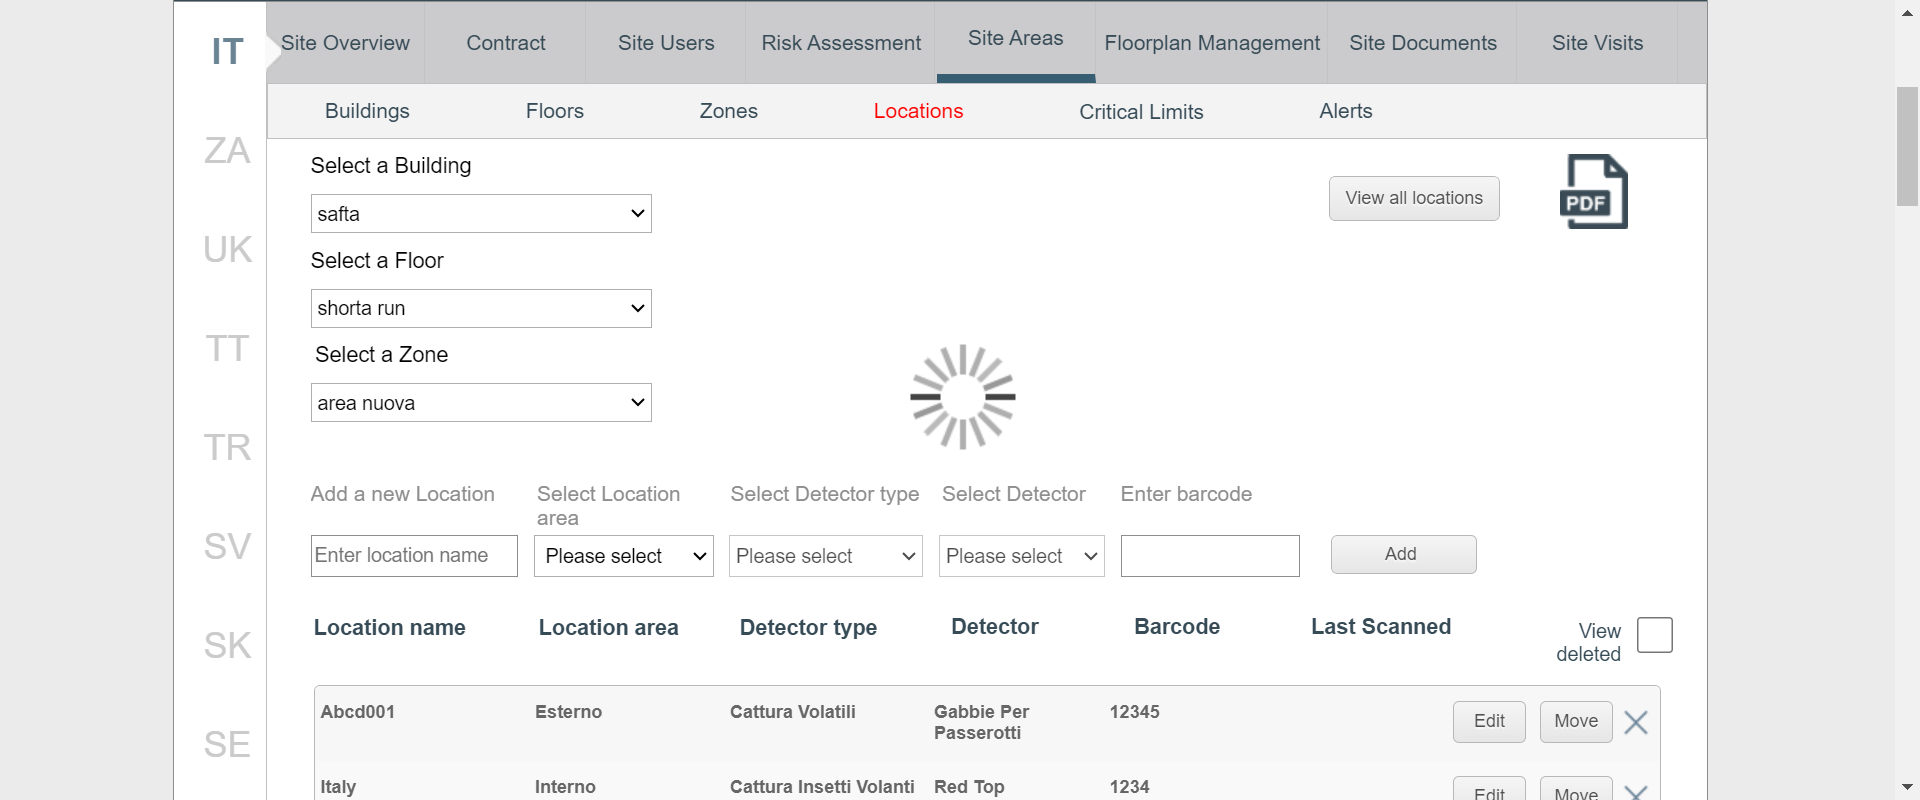 IT
Site Overview
Contract
Site Users
Risk Assessment
Site Areas
Floorplan Management
Site Documents
Site Visits
Buildings
Floors
Zones
Locations
Critical Limits
Alerts
ZA
UK
TT
TR
SV
SK
SE
Select a Building
safta
View all locations
PDF
Select a Floor
shorta run
Select a Zone
area nuova
Add a new Location
Select Location
area
Select Detector type
Select Detector
Enter barcode
Enter location name
Please select
Please select
Please select
Add
Location name
Location area
Detector type
Detector
Barcode
Last Scanned
View
deleted
Abcd001
Esterno
Cattura Volatili
Gabbie Per
Passerotti
12345
Edit
Move
Italy
Interno
Cattura Insetti Volanti
Red Top
1234
Edit
Move